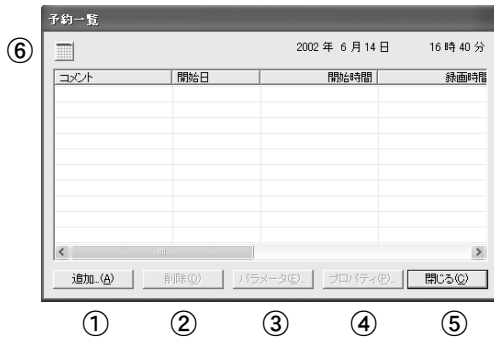 予約一覧
⑥
2002 年 6 月 14 日 16 時 40 分
コメント 開始日 開始時間 録画時間
追加...(A) 削除(D) パラメータ(E)... プロパティ(P)... 閉じる(C)
① ② ③ ④ ⑤